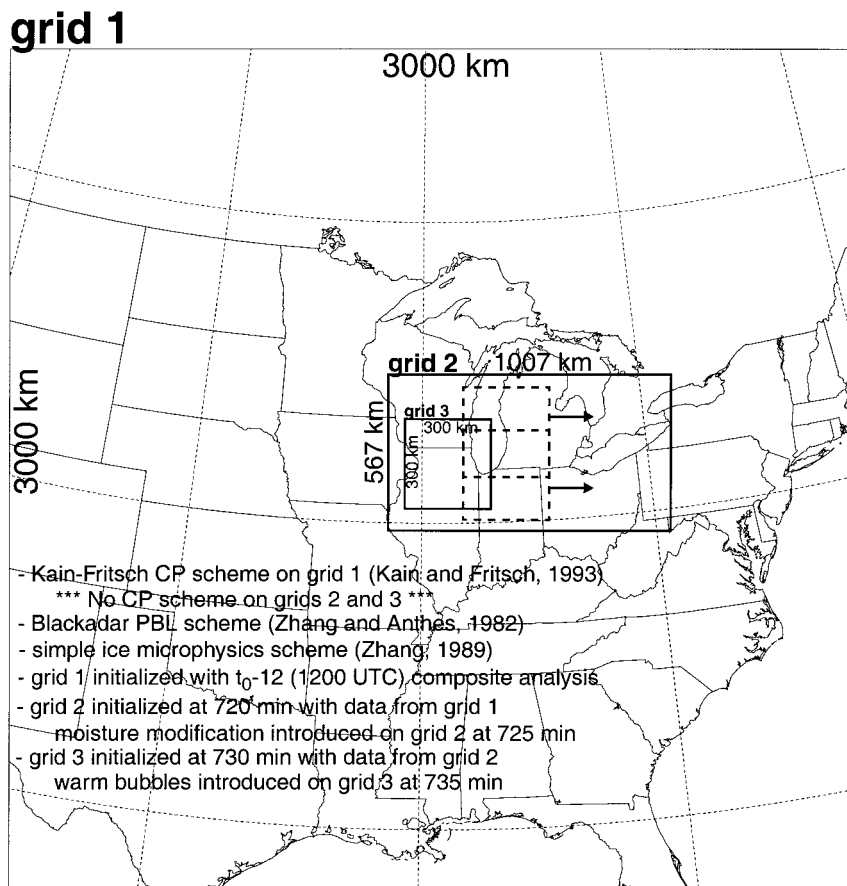 grid 1
3000 km
3000 km
grid 2
1007 km
567 km
grid 3
300 km
300 km
- Kain-Fritsch CP scheme on grid 1 (Kain and Fritsch, 1993)
*** No CP scheme on grids 2 and 3 ***
- Blackadar PBL scheme (Zhang and Anthes, 1982)
- simple ice microphysics scheme (Zhang, 1989)
- grid 1 initialized with t0-12 (1200 UTC) composite analysis
- grid 2 initialized at 720 min with data from grid 1
moisture modification introduced on grid 2 at 725 min
- grid 3 initialized at 730 min with data from grid 2
warm bubbles introduced on grid 3 at 735 min